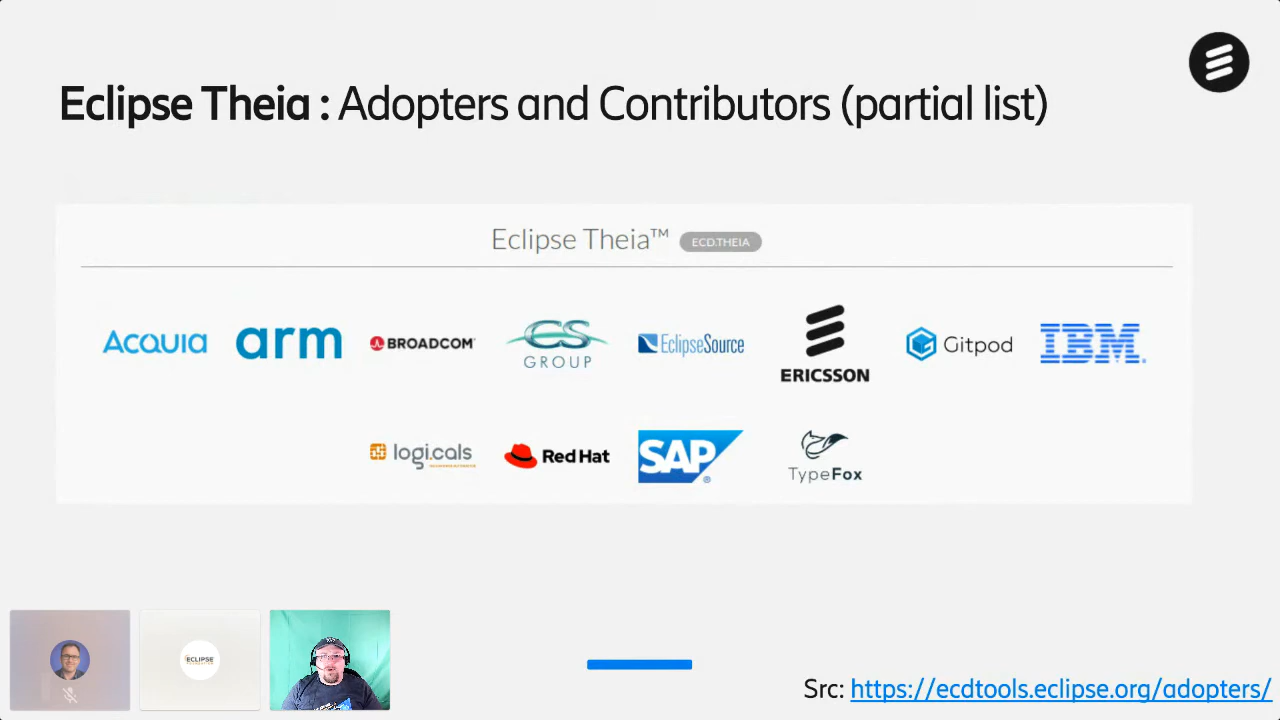 Eclipse Theia : Adopters and Contributors (partial list)
Eclipse Theia™ ECD.THEIA
ACQUIA arm BROADCOM® CS GROUP EclipseSource ERICSSON Gitpod IBM®
logi.cals Red Hat SAP® TypeFox
ECLIPSE
Src: https://ecdtools.eclipse.org/adopters/